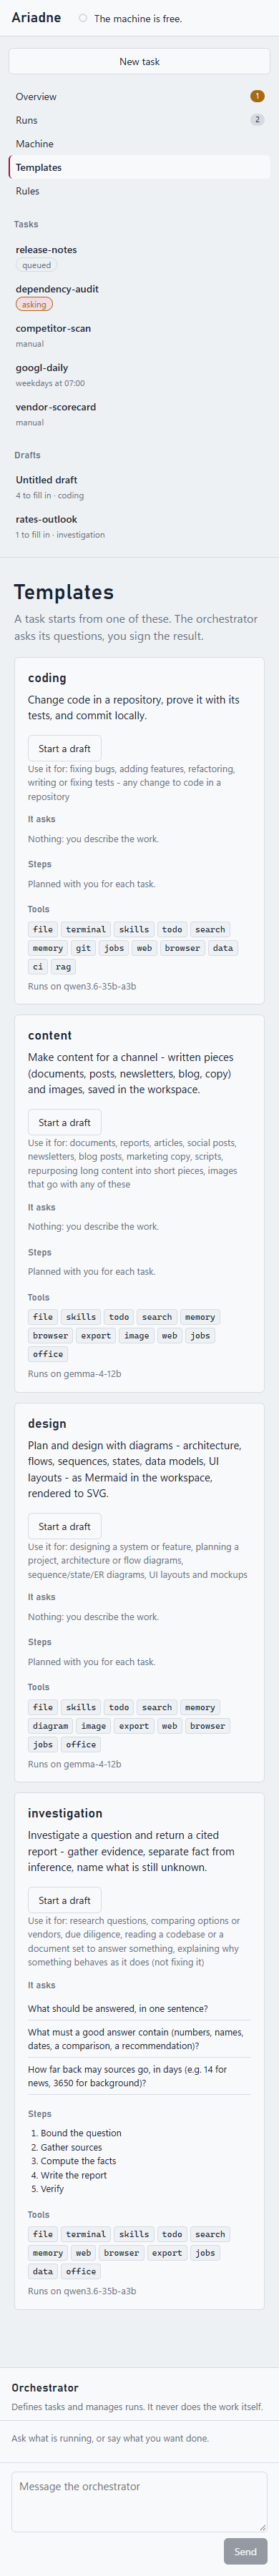 Ariadne
The machine is free.
New task
Overview 1
Runs 2
Machine
Templates
Rules
Tasks
release-notes
queued
dependency-audit
asking
competitor-scan
manual
googl-daily
weekdays at 07:00
vendor-scorecard
manual
Drafts
Untitled draft
4 to fill in · coding
rates-outlook
1 to fill in · investigation
Templates
A task starts from one of these. The orchestrator
asks its questions, you sign the result.
coding
Change code in a repository, prove it with its
tests, and commit locally.
Start a draft
Use it for: fixing bugs, adding features, refactoring,
writing or fixing tests - any change to code in a
repository
It asks
Nothing: you describe the work.
Steps
Planned with you for each task.
Tools
file terminal skills todo search
memory git jobs web browser data
ci rag
Runs on qwen3.6-35b-a3b
content
Make content for a channel - written pieces
(documents, posts, newsletters, blog, copy)
and images, saved in the workspace.
Start a draft
Use it for: documents, reports, articles, social posts,
newsletters, blog posts, marketing copy, scripts,
repurposing long content into short pieces, images
that go with any of these
It asks
Nothing: you describe the work.
Steps
Planned with you for each task.
Tools
file skills todo search memory
browser export image web jobs
office
Runs on gemma-4-12b
design
Plan and design with diagrams - architecture,
flows, sequences, states, data models, UI
layouts - as Mermaid in the workspace,
rendered to SVG.
Start a draft
Use it for: designing a system or feature, planning a
project, architecture or flow diagrams,
sequence/state/ER diagrams, UI layouts and mockups
It asks
Nothing: you describe the work.
Steps
Planned with you for each task.
Tools
file skills todo search memory
diagram image export web browser
jobs office
Runs on gemma-4-12b
investigation
Investigate a question and return a cited
report - gather evidence, separate fact from
inference, name what is still unknown.
Start a draft
Use it for: research questions, comparing options or
vendors, due diligence, reading a codebase or a
document set to answer something, explaining why
something behaves as it does (not fixing it)
It asks
What should be answered, in one sentence?
What must a good answer contain (numbers, names,
dates, a comparison, a recommendation)?
How far back may sources go, in days (e.g. 14 for
news, 3650 for background)?
Steps
1. Bound the question
2. Gather sources
3. Compute the facts
4. Write the report
5. Verify
Tools
file terminal skills todo search
memory web browser export jobs
data office
Runs on qwen3.6-35b-a3b
Orchestrator
Defines tasks and manages runs. It never does the work itself.
Ask what is running, or say what you want done.
Message the orchestrator
Send